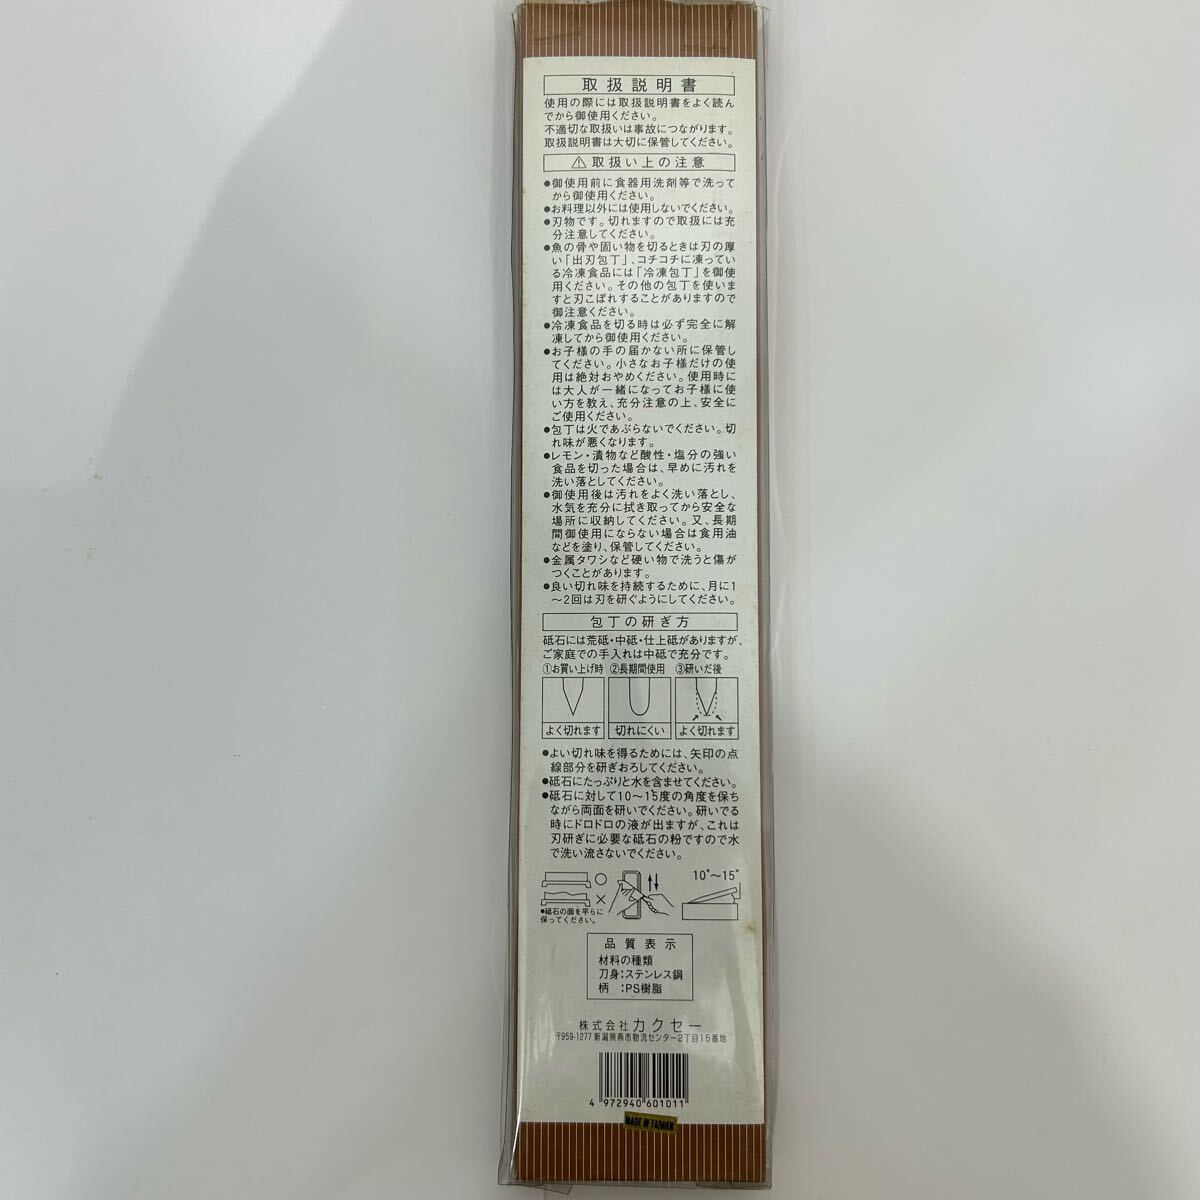 取扱説明書
使用の際には取扱説明書をよく読ん
でから御使用ください。
不適切な取扱いは事故につながります。
取扱説明書は大切に保管してください。
⚠取扱い上の注意
●御使用前に食器用洗剤等で洗って
から御使用ください。
●お料理以外には使用しないでください。
●刃物です。切れますので取扱には充
分注意してください。
●魚の骨や固い物を切るときは刃の厚
い「出刃包丁」、コチコチに凍ってい
る冷凍食品には「冷凍包丁」を御使
用ください。その他の包丁を使いま
すと刃こぼれすることがありますので
御注意ください。
●冷凍食品を切る時は必ず完全に解
凍してから御使用ください。
●お子様の手の届かない所に保管し
てください。小さなお子様だけの使
用は絶対おやめください。使用時に
は大人が一緒になってお子様に使
い方を教え、充分注意の上、安全に
ご使用ください。
●包丁は火であぶらないでください。切
れ味が悪くなります。
●レモン・漬物など酸性・塩分の強い
食品を切った場合は、早めに汚れを
洗い落としてください。
●御使用後は汚れをよく洗い落とし、
水気を充分に拭き取ってから安全な
場所に収納してください。又、長期
間御使用にならない場合は食用油
などを塗り、保管してください。
●金属タワシなど硬い物で洗うと傷が
つくことがあります。
●良い切れ味を持続するために、月に1
〜2回は刃を研ぐようにしてください。
包丁の研ぎ方
砥石には荒砥・中砥・仕上砥がありますが、
ご家庭での手入れは中砥で充分です。
①お買い上げ時 ②長期間使用 ③研いだ後
よく切れます 切れにくい よく切れます
●よい切れ味を得るためには、矢印の点
線部分を研ぎおろしてください。
●砥石にたっぷりと水を含ませてください。
●砥石に対して10〜15度の角度を保ち
ながら両面を研いでください。研いでる
時にドロドロの液が出ますが、これは
刃研ぎに必要な砥石の粉ですので水
で洗い流さないでください。
10°〜15°
●砥石の面を平らに
保ってください。
品質表示
材料の種類
刀身:ステンレス鋼
柄 :PS樹脂
株式会社カクセー
〒959-1277 新潟県燕市物流センター2丁目15番地
4 972940 601011
MADE IN TAIWAN